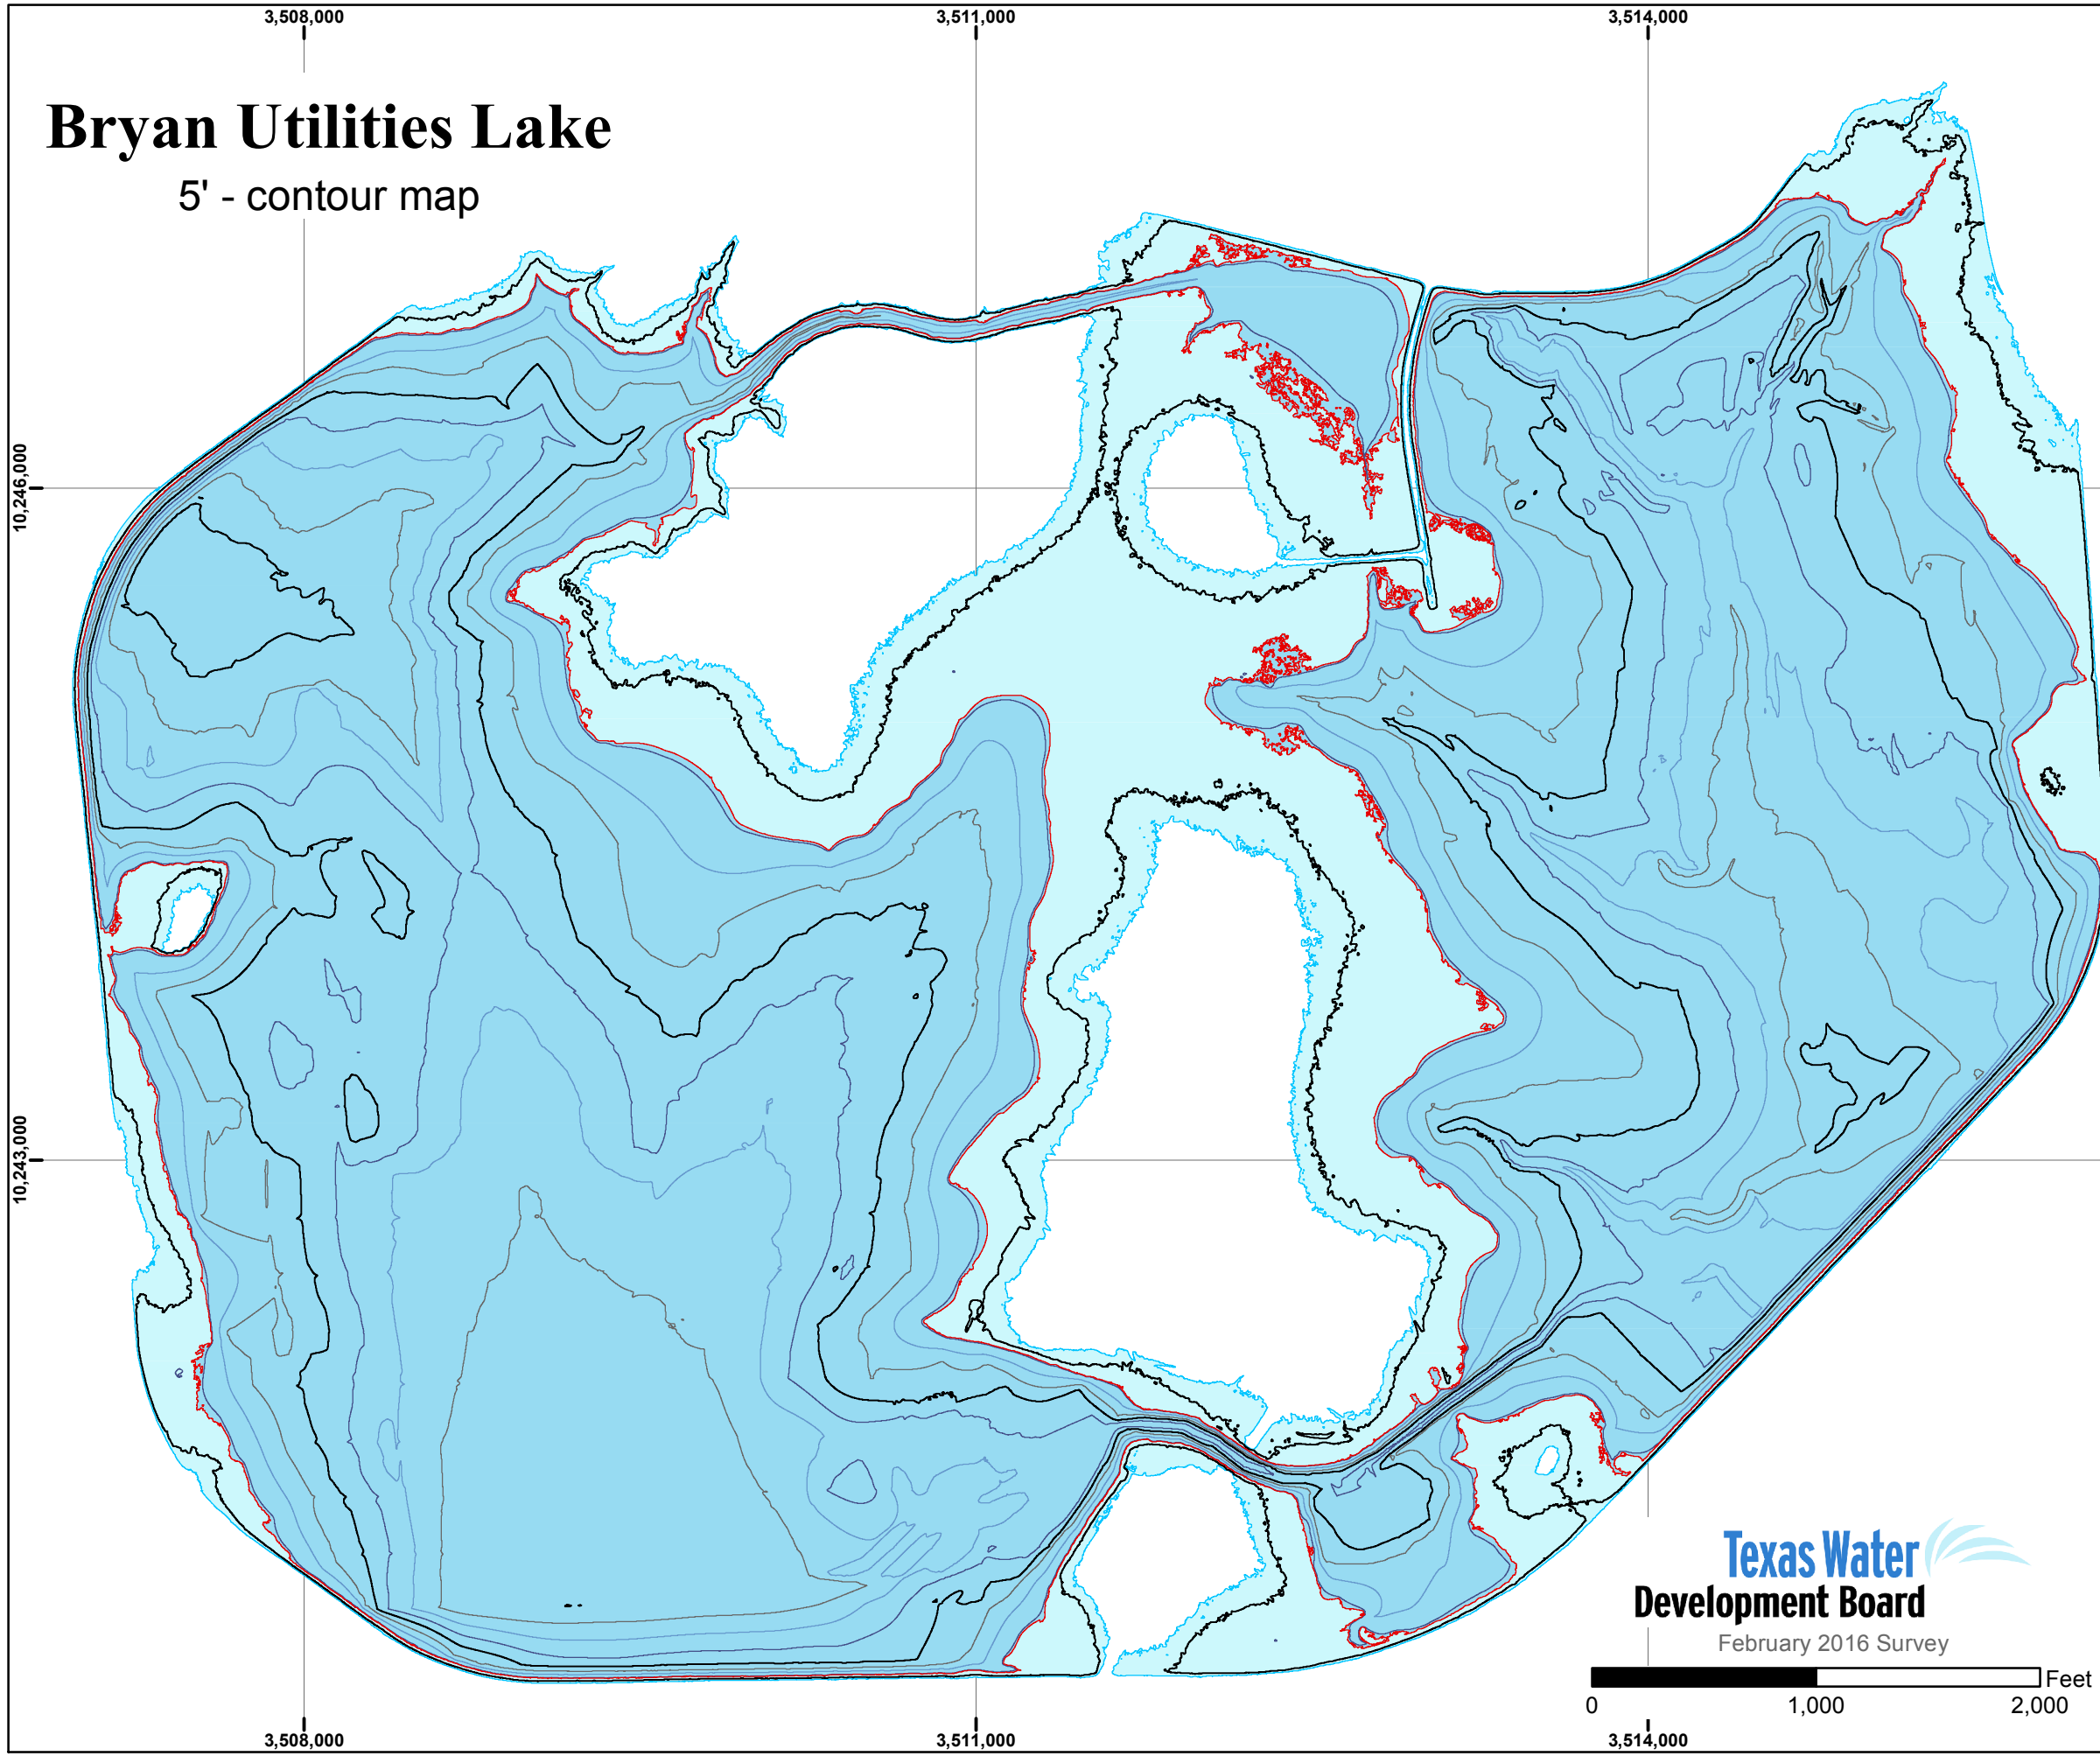 3,508,000
3,511,000
3,514,000
Bryan Utilities Lake
5' - contour map
10,246,000
10,243,000
Texas Water
Development Board
February 2016 Survey
Feet
0
1,000
2,000
3,508,000
3,511,000
3,514,000